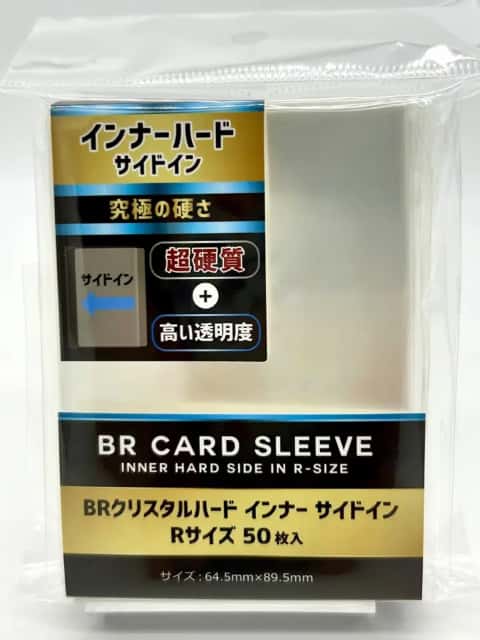 インナーハード
サイドイン
究極の硬さ
サイドイン
超硬質
+
高い透明度
BR CARD SLEEVE
INNER HARD SIDE IN R-SIZE
BRクリスタルハード インナー サイドイン
Rサイズ 50枚入
サイズ : 64.5mm×89.5mm